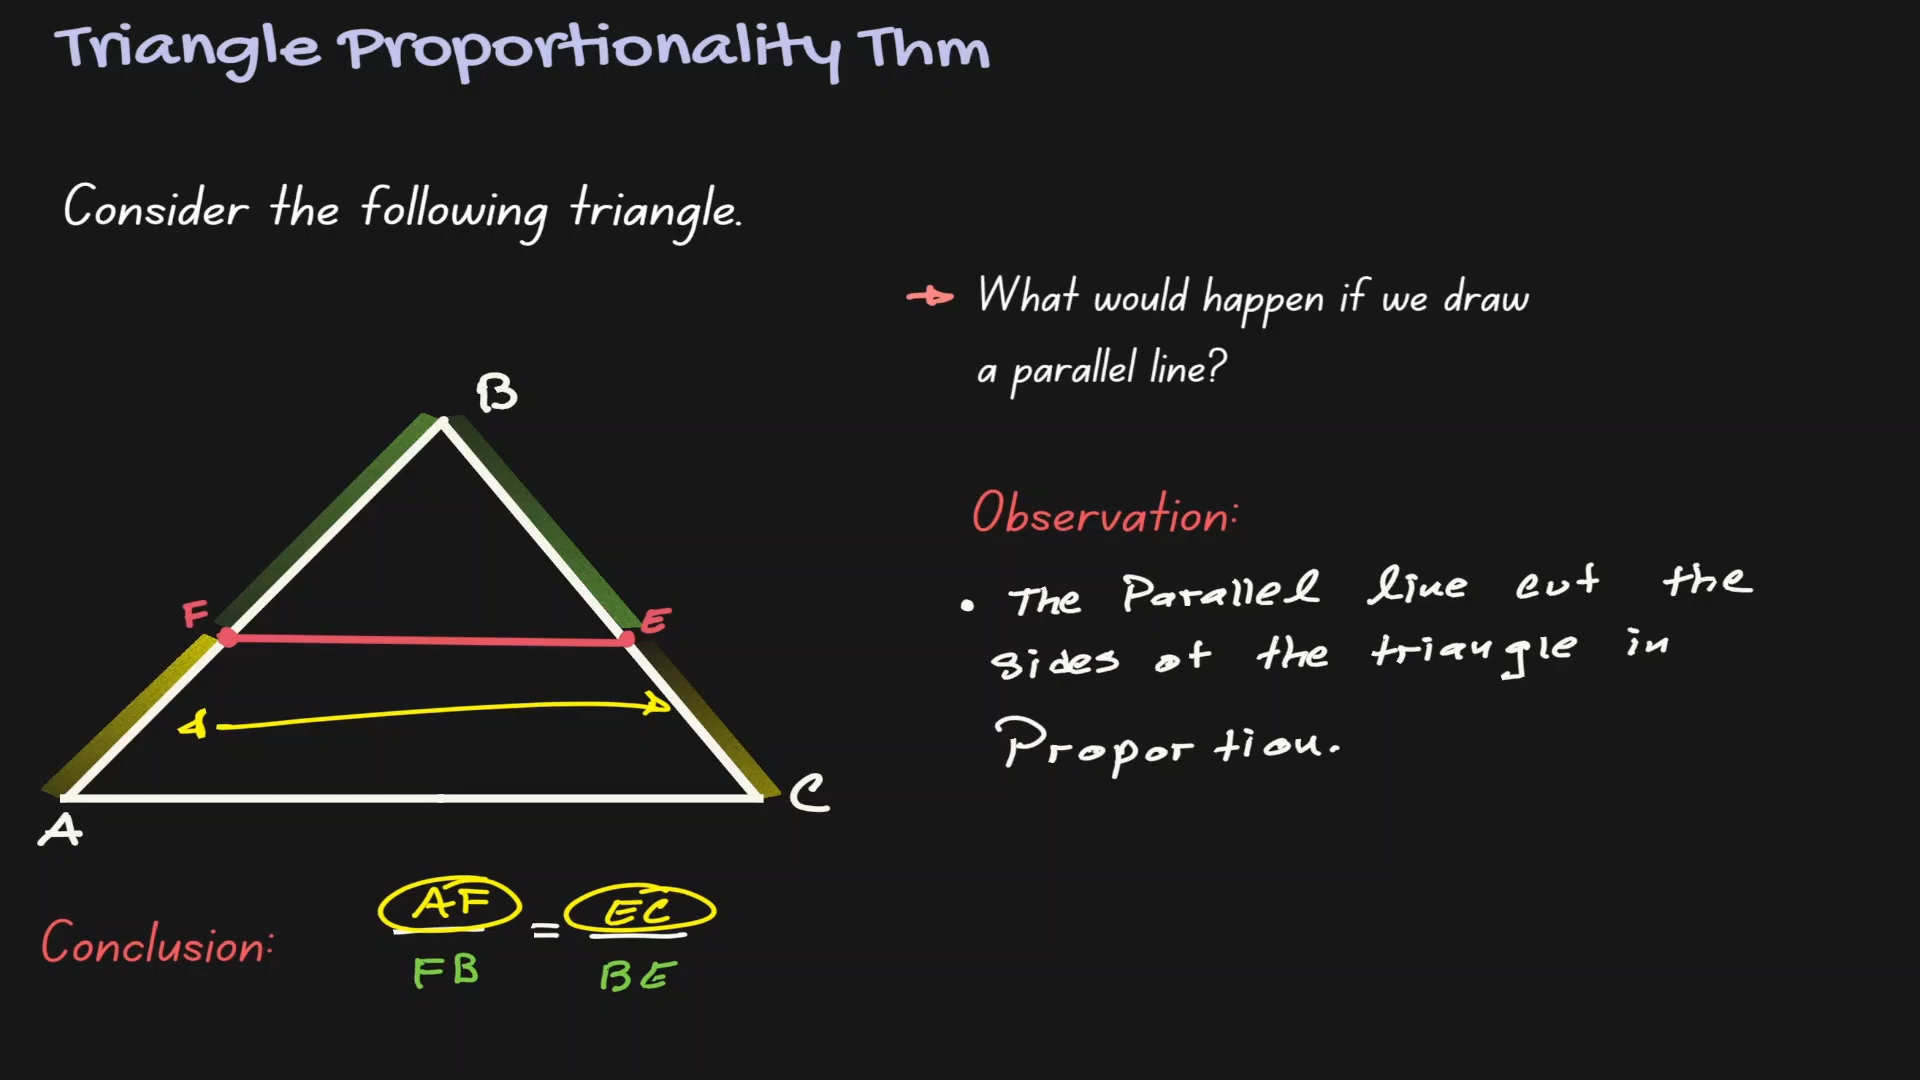 Triangle Proportionality Thm
Consider the following triangle.
What would happen if we draw
a parallel line?
B
F
E
A
C
Observation:
• The Parallel line cut the
sides of the triangle in
Proportion.
Conclusion:
AF = EC
FB BE